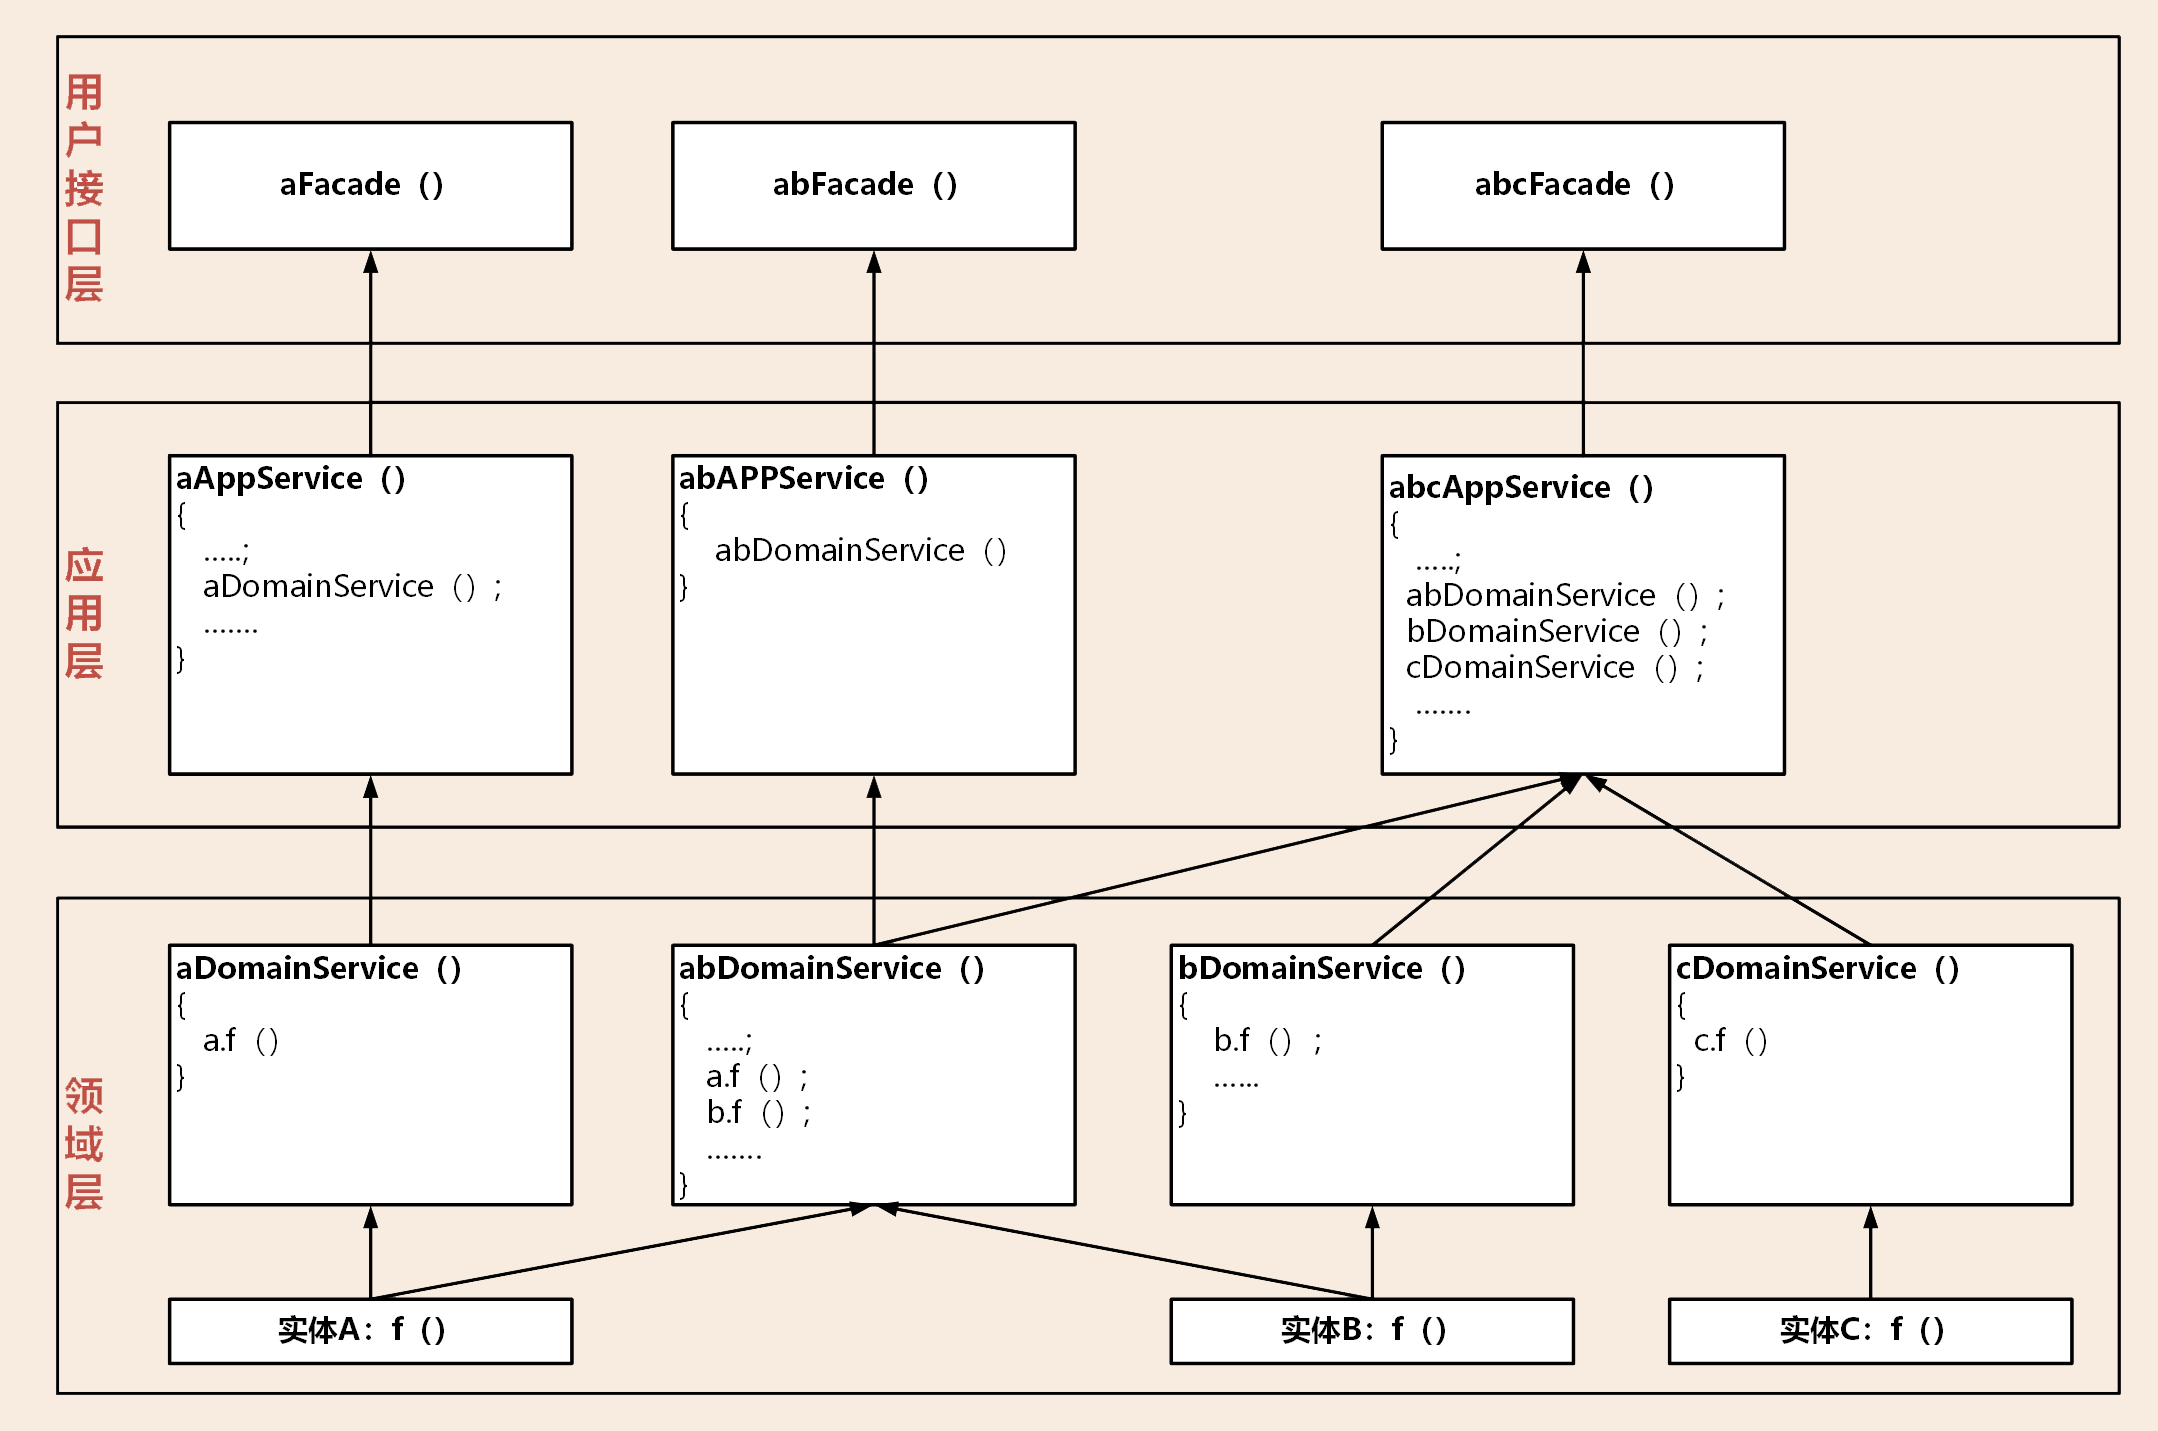 用户接口层
aFacade（）
abFacade（）
abcFacade（）
应用层
aAppService（）
{
…..;
aDomainService（）;
…….
}
abAPPService（）
{
abDomainService（）
}
abcAppService（）
{
…..;
abDomainService（）;
bDomainService（）;
cDomainService（）;
…….
}
领域层
aDomainService（）
{
a.f（）
}
abDomainService（）
{
…..;
a.f（）;
b.f（）;
…….
}
bDomainService（）
{
b.f（）;
……
}
cDomainService（）
{
c.f（）
}
实体A：f（）
实体B：f（）
实体C：f（）